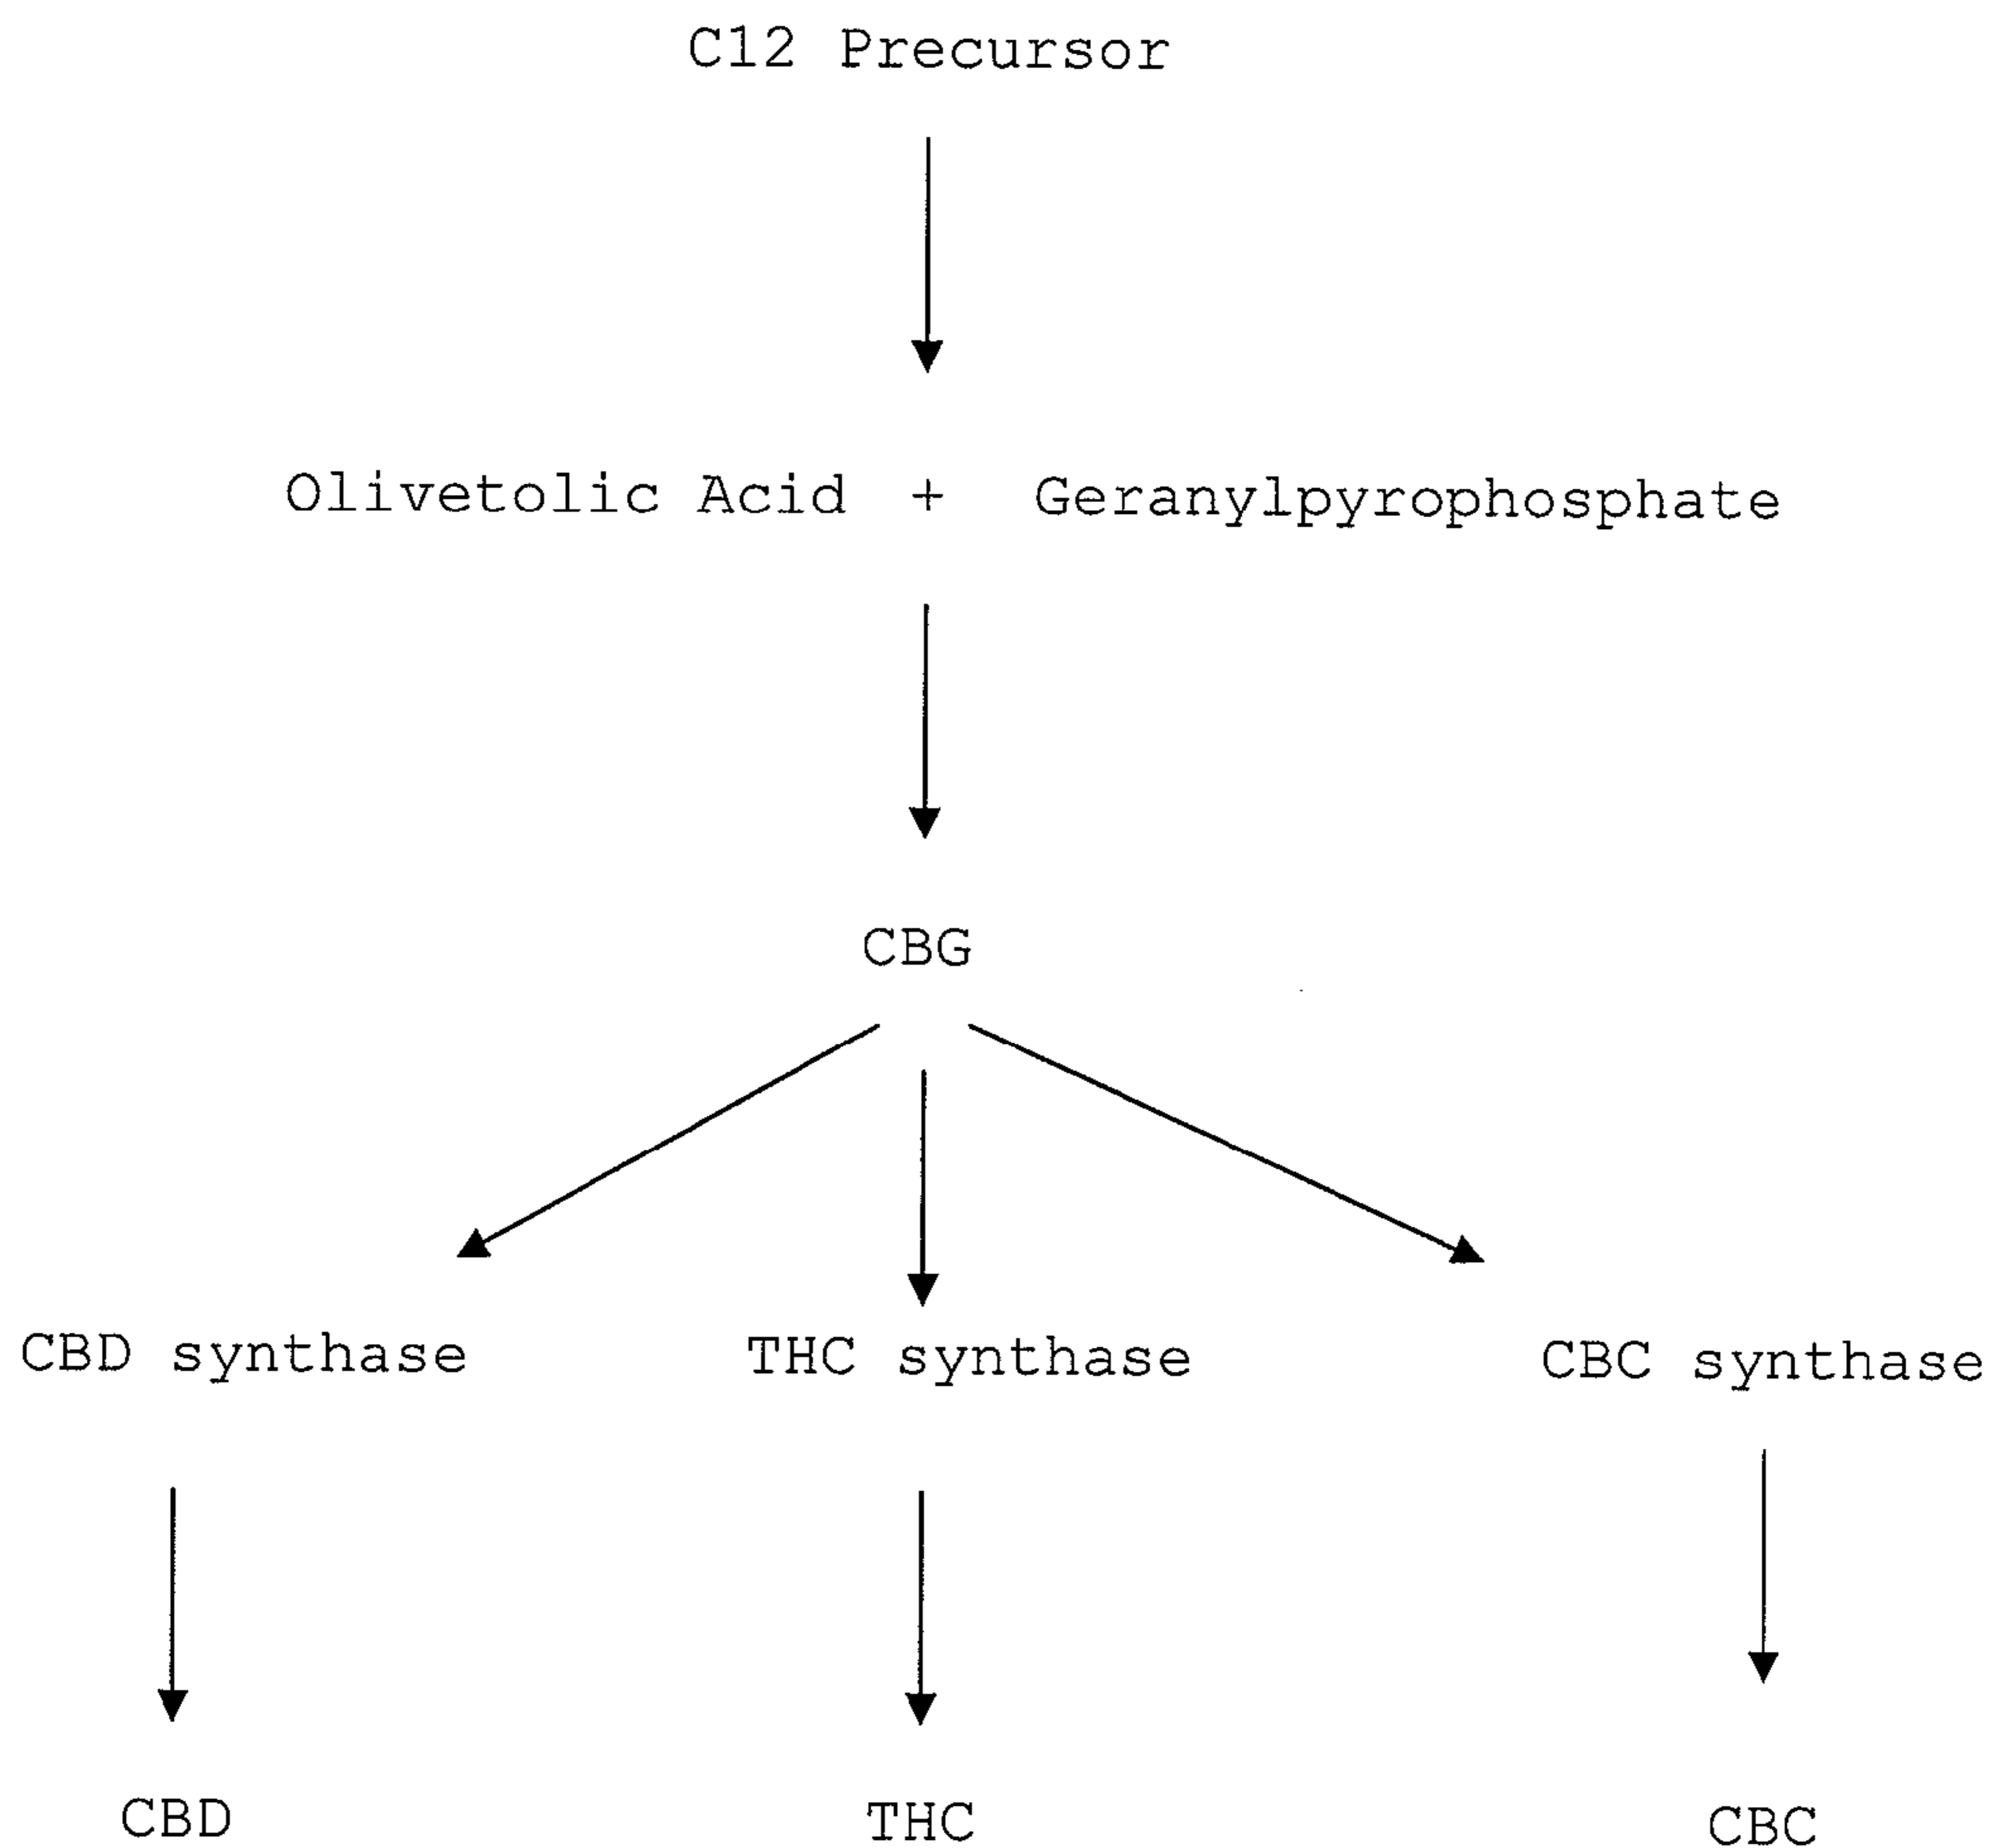 C12 Precursor
Olivetolic Acid + Geranylpyrophosphate
CBG
CBD synthase THC synthase CBC synthase
CBD THC CBC